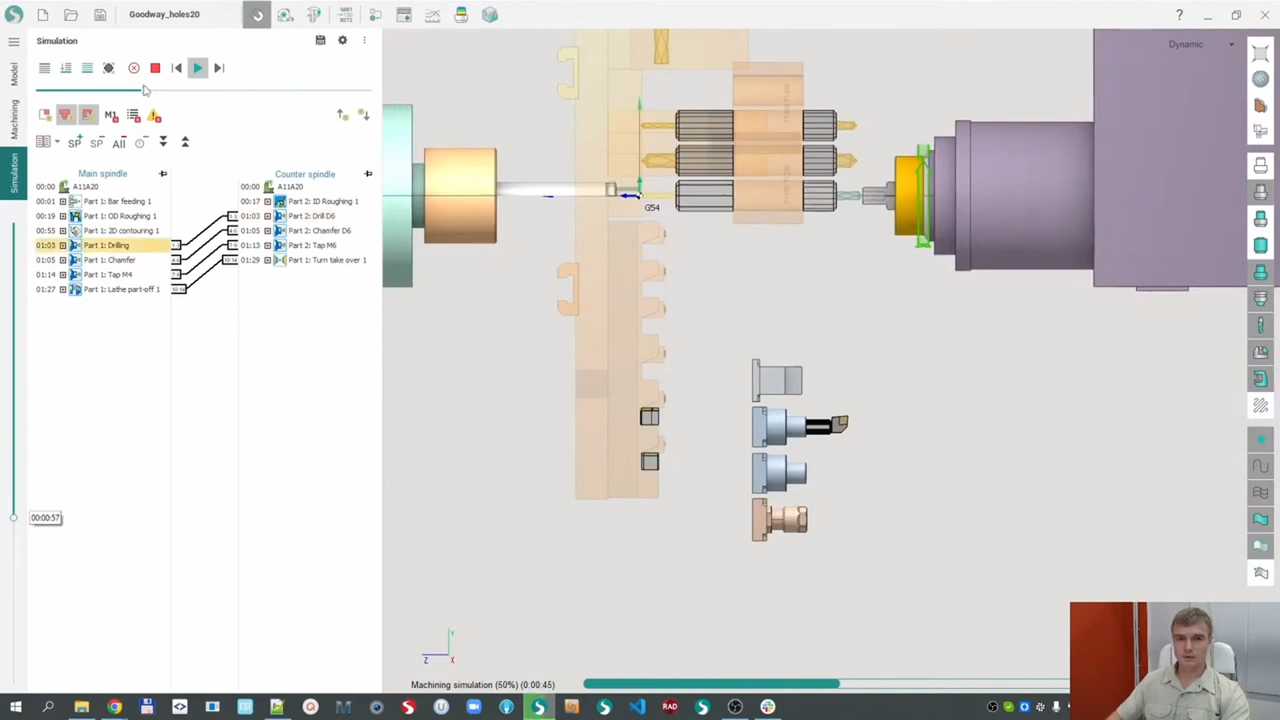 Goodway_holes20
?
Simulation
Dynamic
Model
Machining
Simulation
SP
SP
All
Main spindle
Counter spindle
00:00 A11A20
00:00 A11A20
00:01 Part 1: Bar feeding 1
00:17 Part 2: ID Roughing 1
00:19 Part 1: OD Roughing 1
01:03 Part 2: Drill D6
00:55 Part 1: 2D contouring 1
01:05 Part 2: Chamfer D6
01:03 Part 1: Drilling
01:13 Part 2: Tap M6
01:05 Part 1: Chamfer
01:29 Part 1: Turn take over 1
01:14 Part 1: Tap M4
01:27 Part 1: Lathe part-off 1
G54
00:00:57
Y
Z
X
Machining simulation (50%) (0:00:45)
RAD